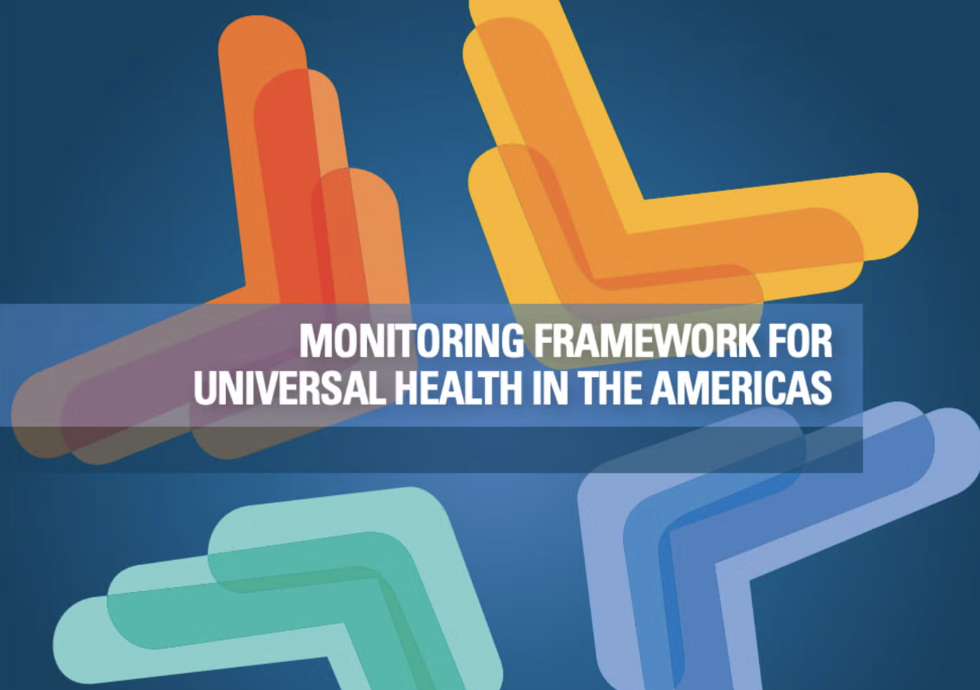 MONITORING FRAMEWORK FOR
UNIVERSAL HEALTH IN THE AMERICAS